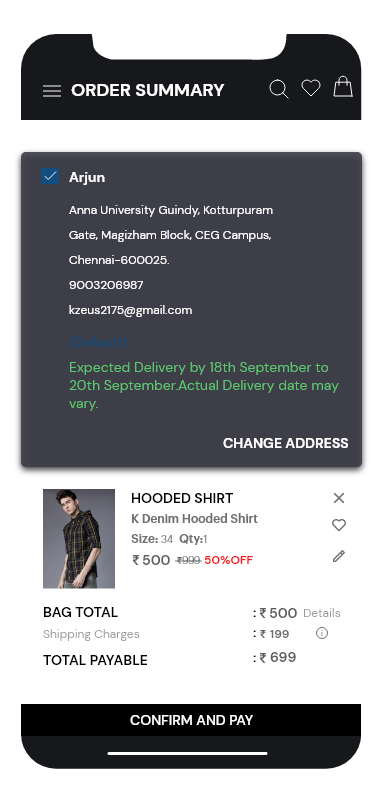 ORDER SUMMARY
Arjun
Anna University Guindy, Kotturpuram
Gate, Magizham Block, CEG Campus,
Chennai-600025.
9003206987
kzeus2175@gmail.com
Expected Delivery by 18th September to
20th September.Actual Delivery date may
vary.
CHANGE ADDRESS
HOODED SHIRT
K Denim Hooded Shirt
Size: 34 Qty:1
₹ 500 ₹999 50%OFF
BAG TOTAL : ₹ 500 Details
Shipping Charges : ₹ 199
TOTAL PAYABLE : ₹ 699
CONFIRM AND PAY